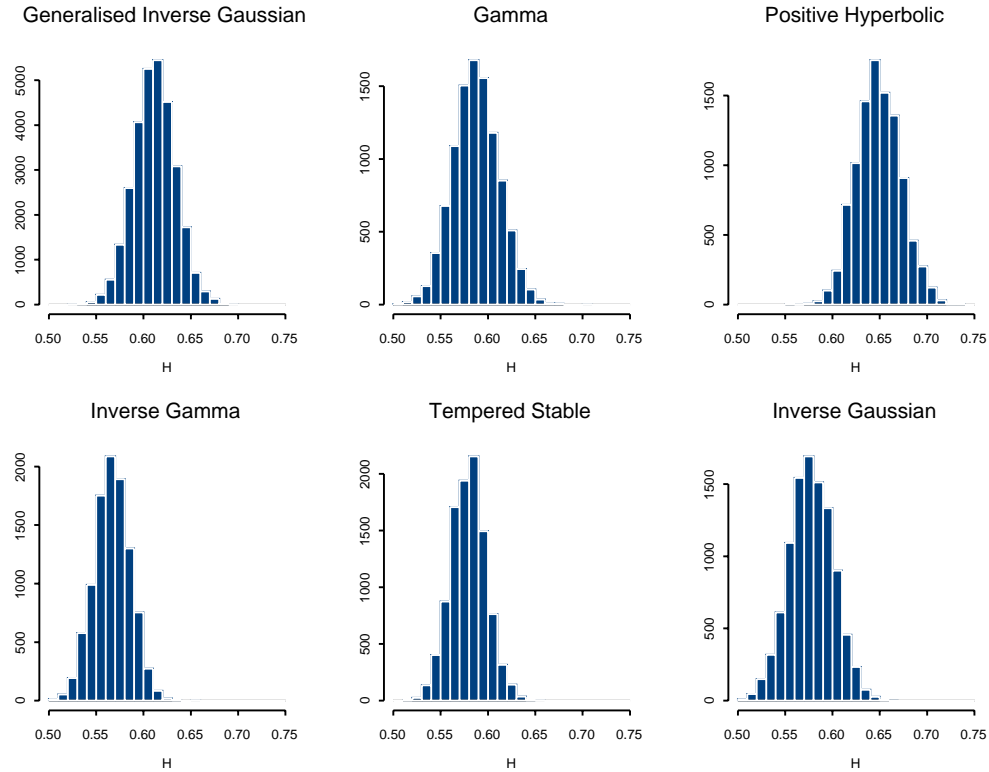 Generalised Inverse Gaussian
Gamma
Positive Hyperbolic
0 1000 2000 3000 4000 5000
0 500 1000 1500
0 500 1000 1500
0.50 0.55 0.60 0.65 0.70 0.75
0.50 0.55 0.60 0.65 0.70 0.75
0.50 0.55 0.60 0.65 0.70 0.75
H
H
H
Inverse Gamma
Tempered Stable
Inverse Gaussian
0 500 1000 1500 2000
0 500 1000 1500 2000
0 500 1000 1500
0.50 0.55 0.60 0.65 0.70 0.75
0.50 0.55 0.60 0.65 0.70 0.75
0.50 0.55 0.60 0.65 0.70 0.75
H
H
H